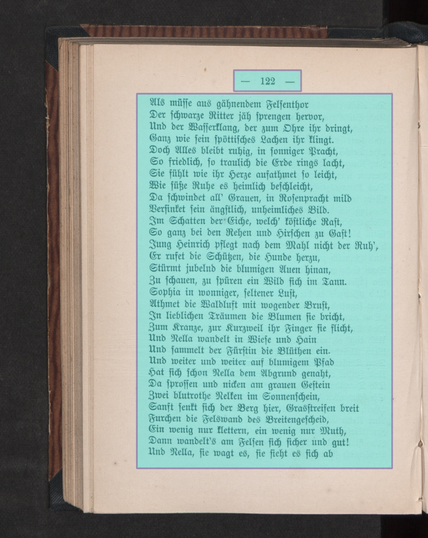 — 122 —
Als müsse aus gähnendem Felsenthor
Der schwarze Ritter jäh sprengen hervor,
Und der Wasserklang, der zum Ohre ihr dringt,
Ganz wie sein spöttisches Lachen ihr klingt.
Doch Alles bleibt ruhig, in sonniger Pracht,
So friedlich, so traulich die Erde rings lacht,
Sie fühlt wie ihr Herze aufathmet so leicht,
Wie süße Ruhe es heimlich beschleicht,
Da schwindet all' Grauen, in Rosenpracht mild
Versinket sein ängstlich, unheimliches Bild.
Im Schatten der Eiche, welch' köstliche Rast,
So ganz bei den Rehen und Hirschen zu Gast!
Jung Heinrich pflegt nach dem Mahl nicht der Ruh',
Er rufet die Schützen, die Hunde herzu,
Stürmt jubelnd die blumigen Auen hinan,
Zu schauen, zu spüren ein Wild sich im Tann.
Sophia in wonniger, seltener Lust,
Athmet die Waldluft mit wogender Brust,
In lieblichen Träumen die Blumen sie bricht,
Zum Kranze, zur Kurzweil ihr Finger sie flicht,
Und Nella wandelt in Wiese und Hain
Und sammelt der Fürstin die Blüthen ein.
Und weiter und weiter auf blumigem Pfad
Hat sich schon Nella dem Abgrund genaht,
Da sprossen und nicken am grauen Gestein
Zwei blutrothe Nelken im Sonnenschein,
Sanft senkt sich der Berg hier, Grasstreifen breit
Furchen die Felswand des Breitengescheid,
Ein wenig nur klettern, ein wenig nur Muth,
Dann wandelt's am Felsen sich sicher und gut!
Und Nella, sie wagt es, sie sieht es sich ab